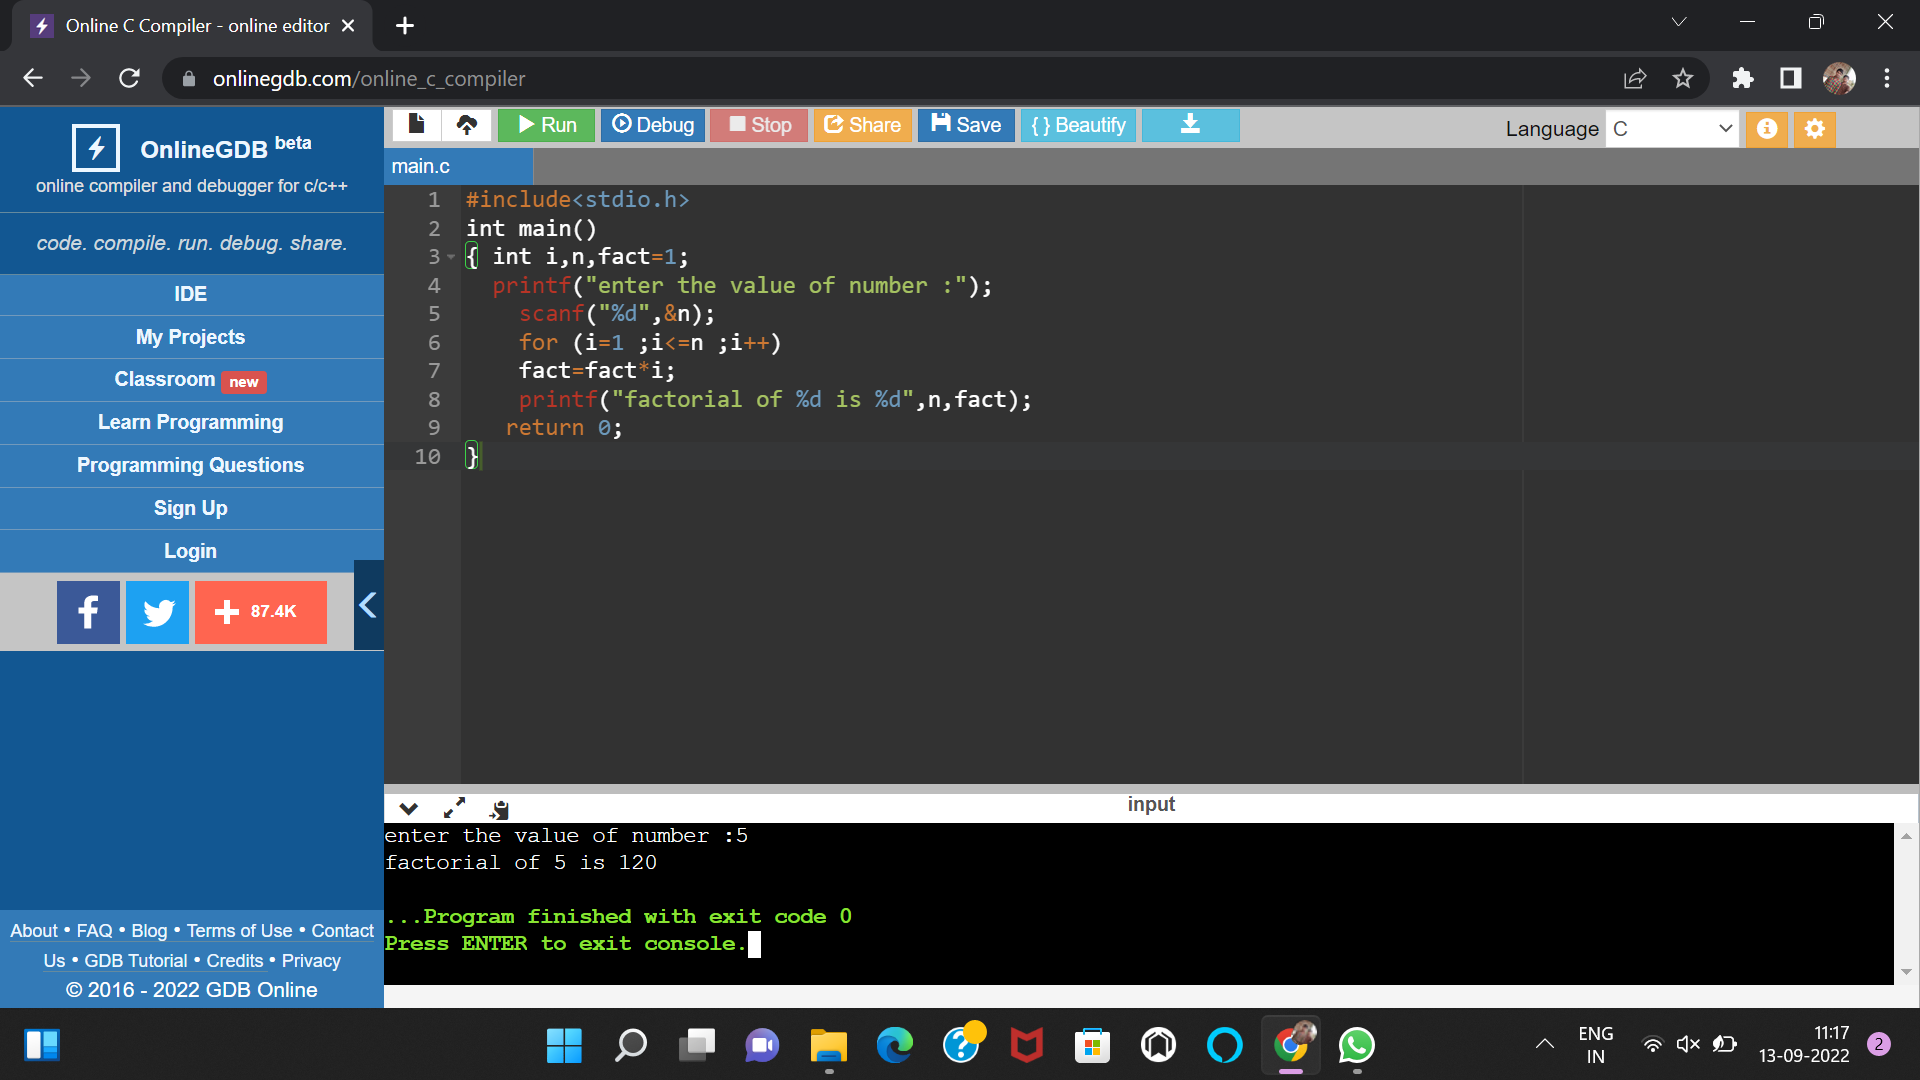 Online C Compiler - online editor
onlinegdb.com/online_c_compiler
OnlineGDB beta
online compiler and debugger for c/c++
code. compile. run. debug. share.
IDE
My Projects
Classroom new
Learn Programming
Programming Questions
Sign Up
Login
f
87.4K
About • FAQ • Blog • Terms of Use • Contact
Us • GDB Tutorial • Credits • Privacy
© 2016 - 2022 GDB Online
Run Debug Stop Share Save { } Beautify
Language C
main.c
1 #include<stdio.h>
2 int main()
3 { int i,n,fact=1;
4 printf("enter the value of number :");
5 scanf("%d",&n);
6 for (i=1 ;i<=n ;i++)
7 fact=fact*i;
8 printf("factorial of %d is %d",n,fact);
9 return 0;
10 }
input
enter the value of number :5
factorial of 5 is 120
...Program finished with exit code 0
Press ENTER to exit console.
ENG
IN
11:17
13-09-2022
2